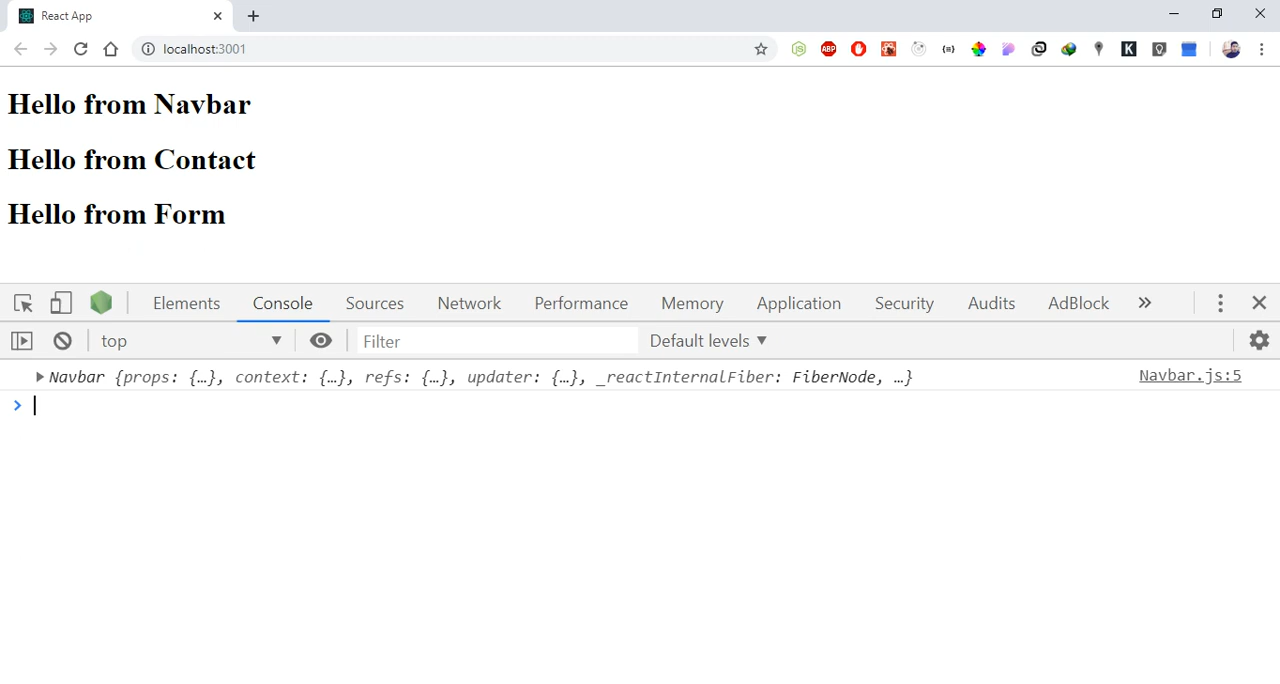 React App
localhost:3001
ABP
{≡}
K
Hello from Navbar
Hello from Contact
Hello from Form
Elements Console Sources Network Performance Memory Application Security Audits AdBlock »
top ▼ Filter Default levels ▼
▶ Navbar {props: {…}, context: {…}, refs: {…}, updater: {…}, _reactInternalFiber: FiberNode, …} Navbar.js:5
>